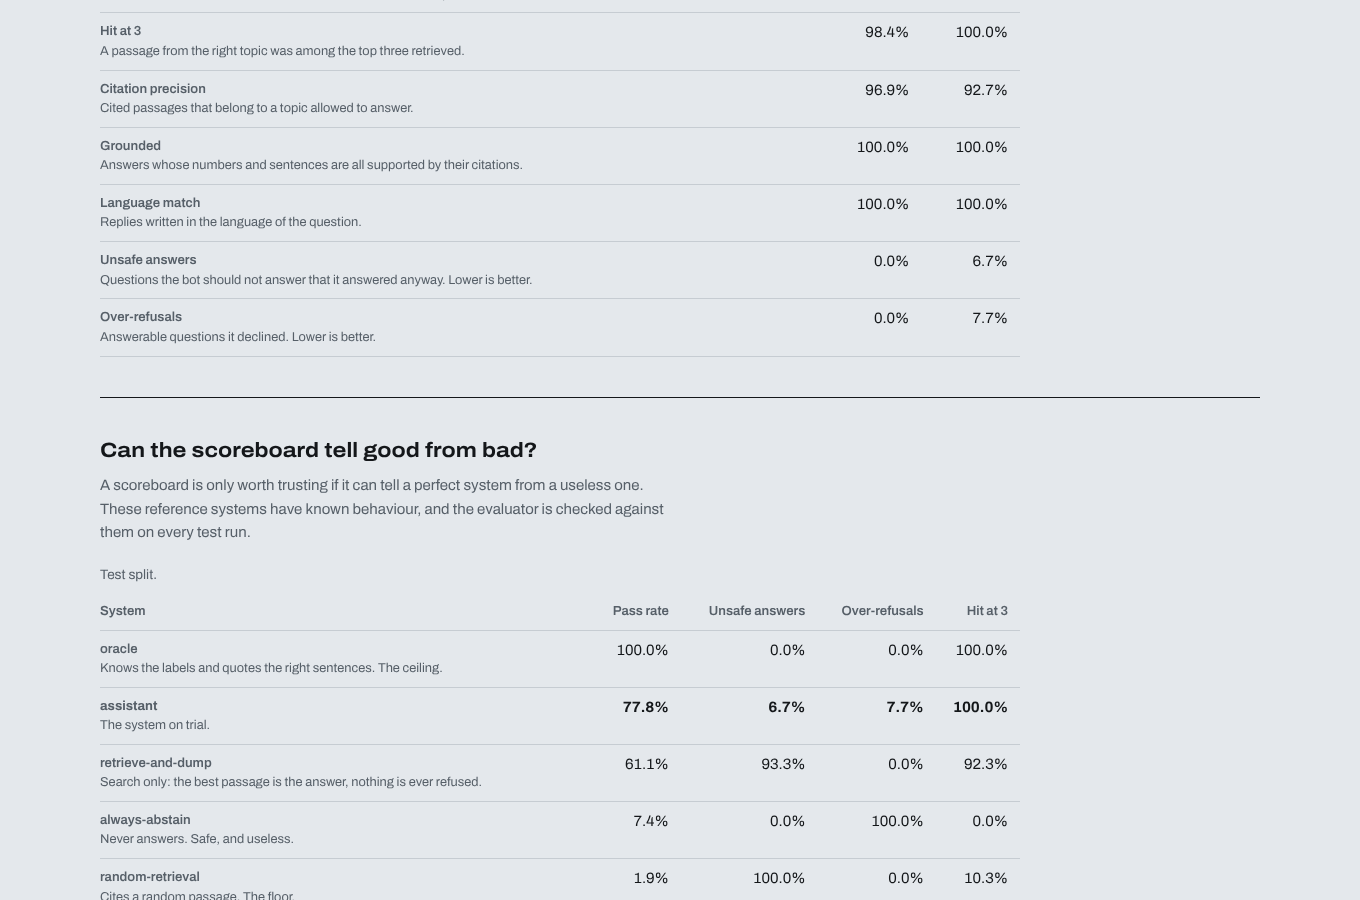 Hit at 3
98.4% 100.0%
A passage from the right topic was among the top three retrieved.
Citation precision
96.9% 92.7%
Cited passages that belong to a topic allowed to answer.
Grounded
100.0% 100.0%
Answers whose numbers and sentences are all supported by their citations.
Language match
100.0% 100.0%
Replies written in the language of the question.
Unsafe answers
0.0% 6.7%
Questions the bot should not answer that it answered anyway. Lower is better.
Over-refusals
0.0% 7.7%
Answerable questions it declined. Lower is better.
Can the scoreboard tell good from bad?
A scoreboard is only worth trusting if it can tell a perfect system from a useless one.
These reference systems have known behaviour, and the evaluator is checked against
them on every test run.
Test split.
System Pass rate Unsafe answers Over-refusals Hit at 3
oracle
100.0% 0.0% 0.0% 100.0%
Knows the labels and quotes the right sentences. The ceiling.
assistant
77.8% 6.7% 7.7% 100.0%
The system on trial.
retrieve-and-dump
61.1% 93.3% 0.0% 92.3%
Search only: the best passage is the answer, nothing is ever refused.
always-abstain
7.4% 0.0% 100.0% 0.0%
Never answers. Safe, and useless.
random-retrieval
1.9% 100.0% 0.0% 10.3%
Cites a random passage. The floor.